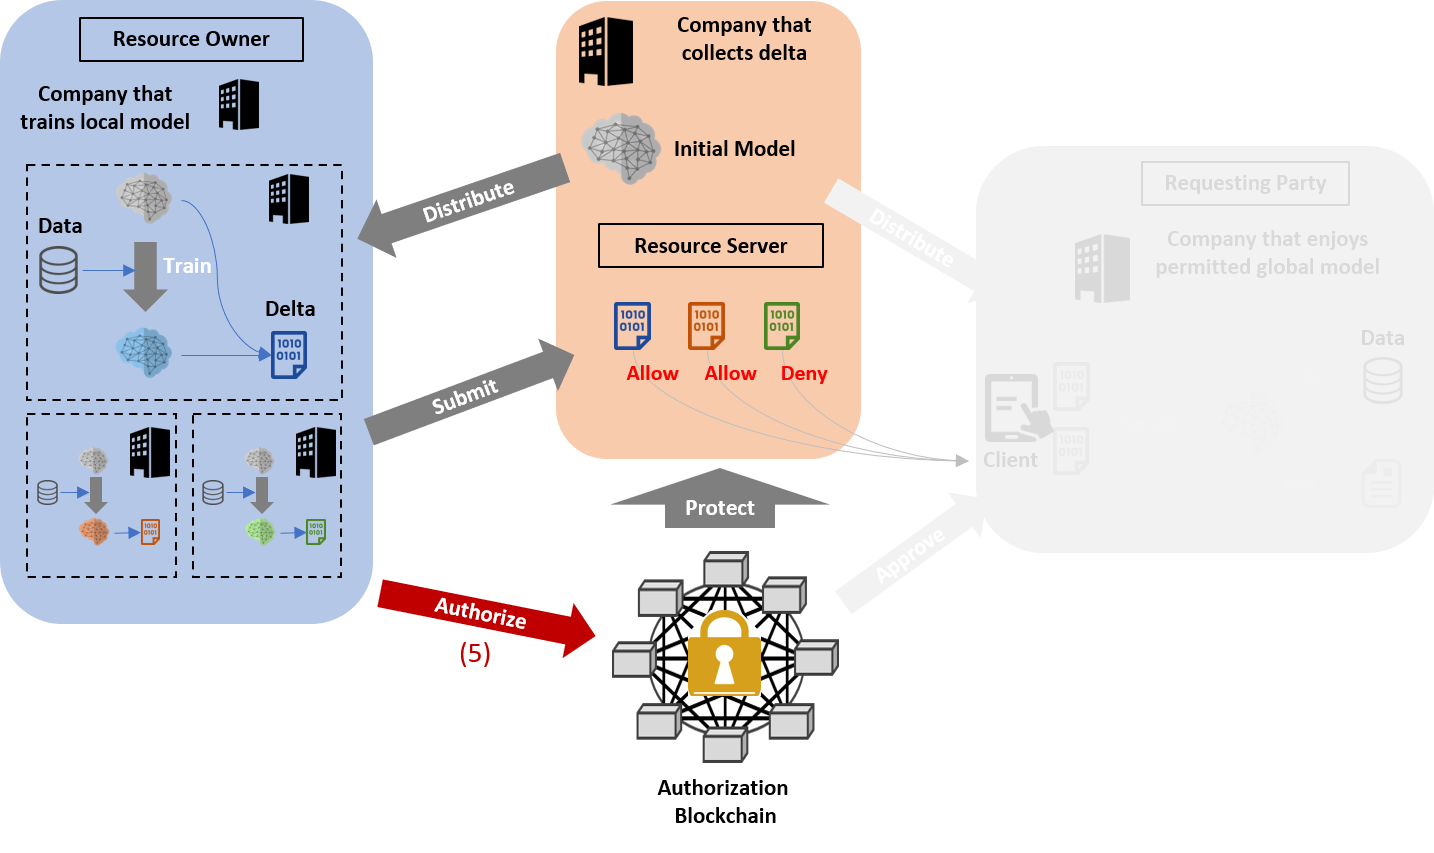 Resource Owner
Company that
trains local model
Data
Train
Delta
1010
0101
1010
0101
1010
0101
Distribute
Submit
Authorize
(5)
Company that
collects delta
Initial Model
Resource Server
1010
0101
1010
0101
1010
0101
Allow
Allow
Deny
Protect
Authorization
Blockchain
Distribute
Approve
Requesting Party
Company that enjoys
permitted global model
Data
1010
0101
1010
0101
Client